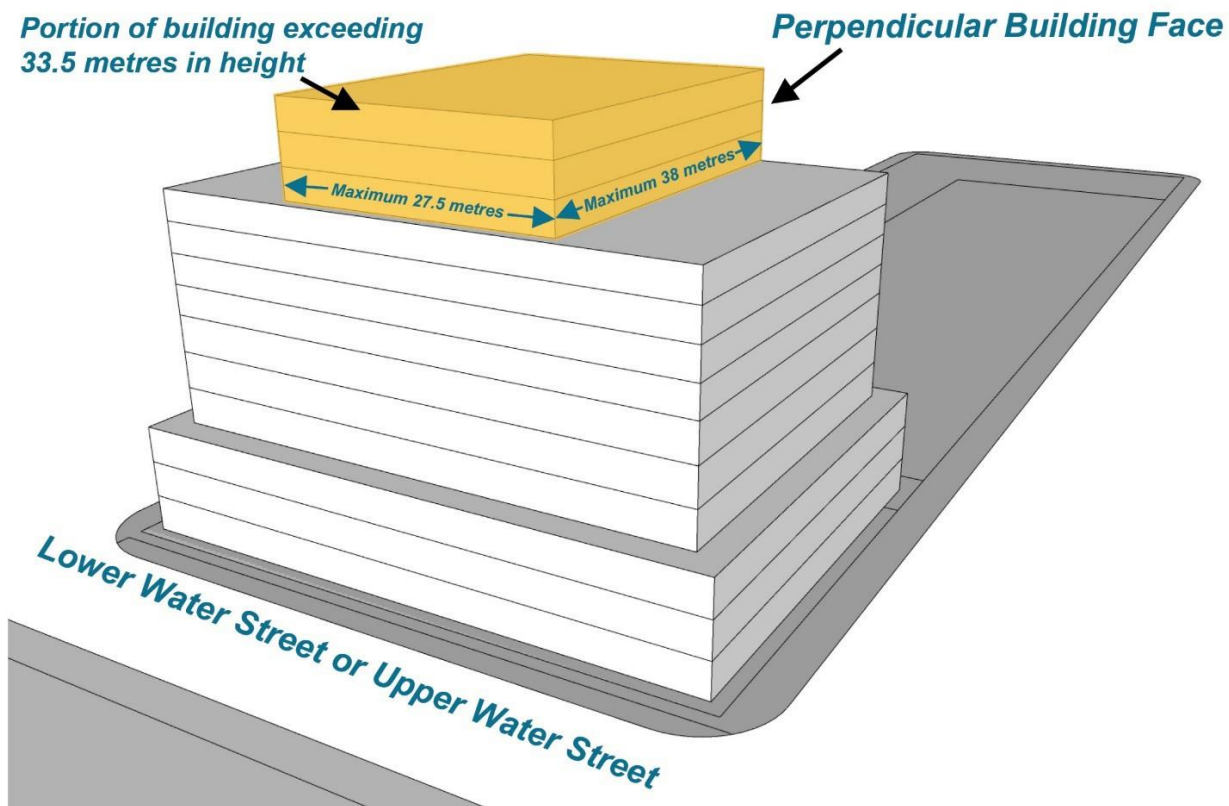 Portion of building exceeding
33.5 metres in height
Perpendicular Building Face
Maximum 27.5 metres
Maximum 38 metres
Lower Water Street or Upper Water Street